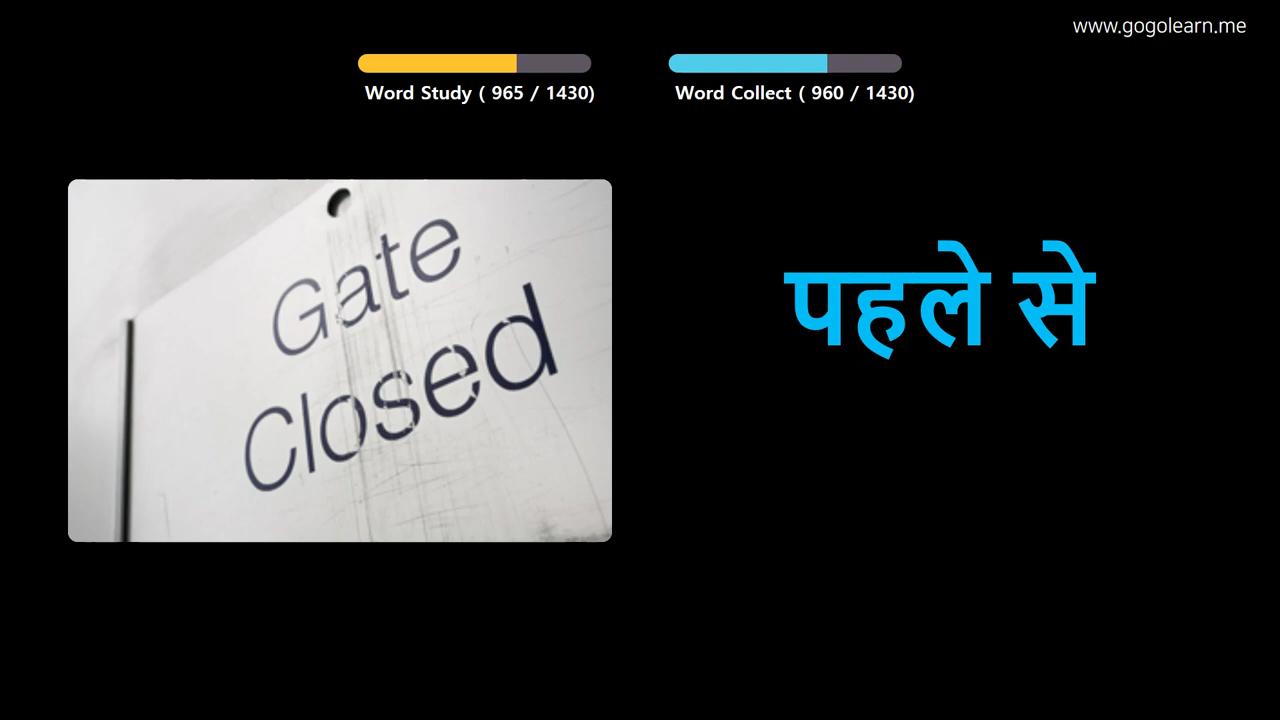 www.gogolearn.me
Word Study ( 965 / 1430)
Word Collect ( 960 / 1430)
Gate
Closed
पहले से